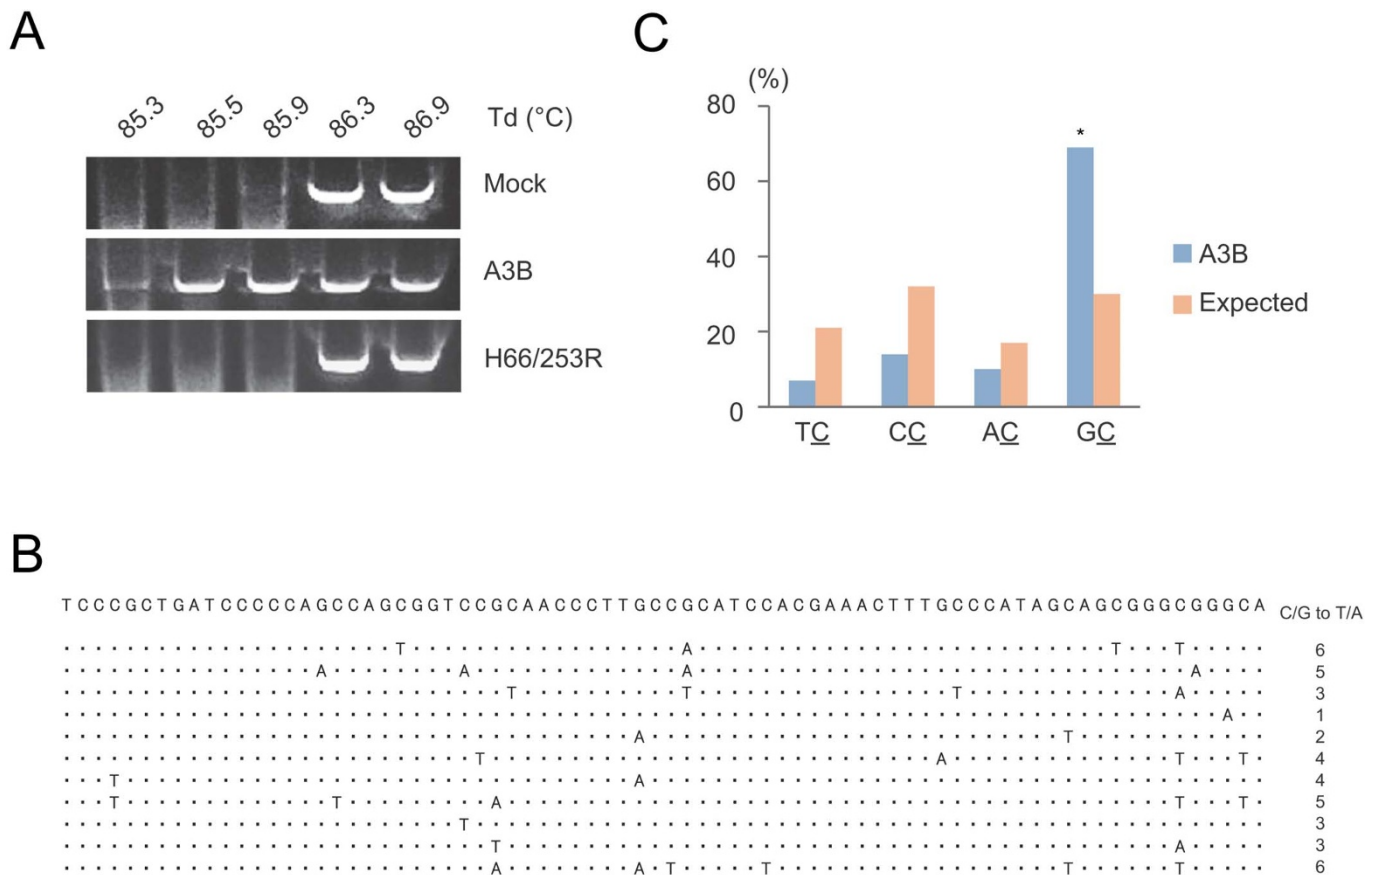 A
85.3 85.5 85.9 86.3 86.9 Td (°C)
Mock
A3B
H66/253R
C
(%)
80
60
40
20
0
*
TC CC AC GC
A3B
Expected
B
TCCCGCTGATCCCCCAGCCAGCGGTCCGCAACCCTTGCCGCATCCACGAAACTTTGCCCATAGCAGCGGGCGGGCA C/G to T/A
·····················T·················A··························T···T····· 6
················A········A·············A·······························A···· 5
····························T··········T················T·············A····· 3
·········································································A·· 1
····································A··························T············ 2
··························T····························A··············T···T· 4
···T································A······································· 4
···T·············T·········A··········································T···T· 5
·························T·················································· 3
···························T··········································A····· 3
···························A········A·T·····T··················T······T····· 6